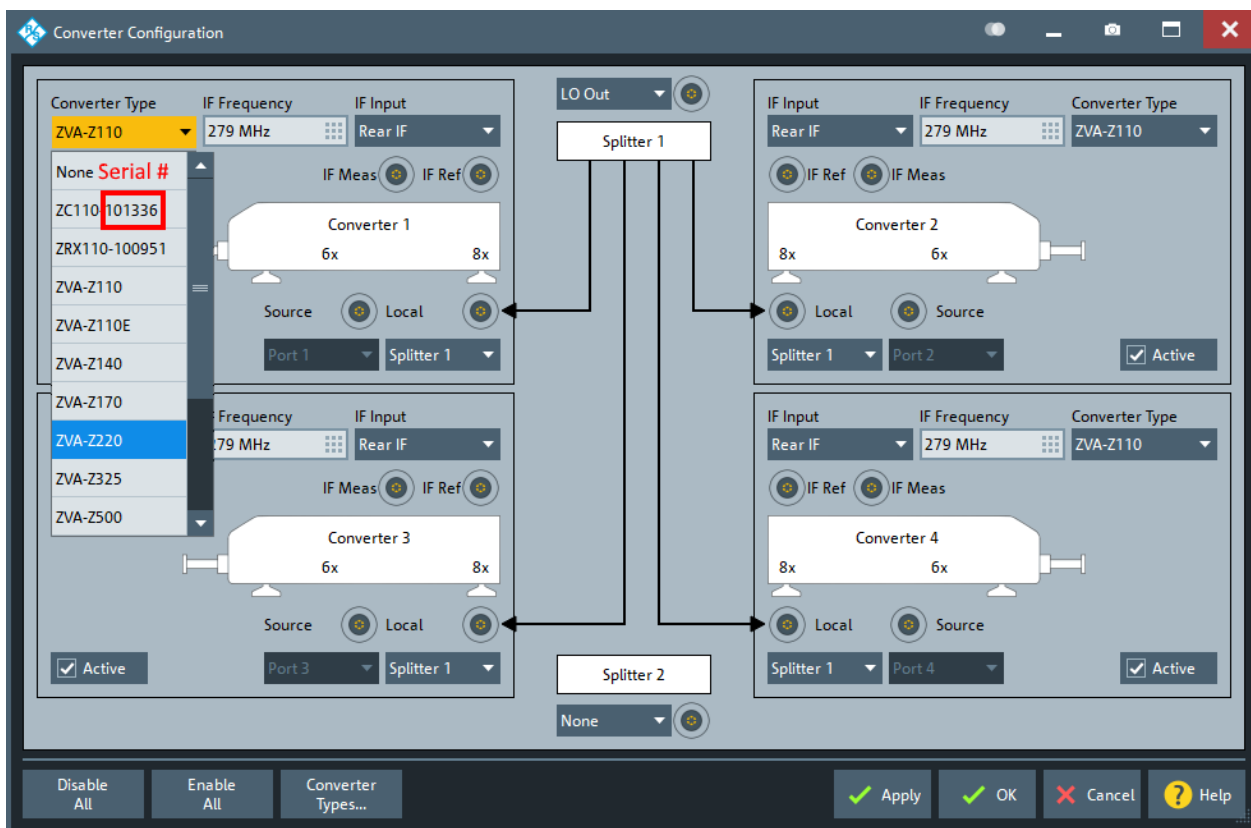 Converter Configuration
Converter Type
IF Frequency
IF Input
ZVA-Z110
279 MHz
Rear IF
None Serial #
ZC110-101336
ZRX110-100951
ZVA-Z110
ZVA-Z110E
ZVA-Z140
ZVA-Z170
ZVA-Z220
ZVA-Z325
ZVA-Z500
IF Meas
IF Ref
Converter 1
6x
8x
Source
Local
Port 1
Splitter 1
LO Out
Splitter 1
IF Input
IF Frequency
Converter Type
Rear IF
279 MHz
ZVA-Z110
IF Ref
IF Meas
Converter 2
8x
6x
Local
Source
Splitter 1
Port 2
Active
Frequency
IF Input
279 MHz
Rear IF
IF Meas
IF Ref
Converter 3
6x
8x
Source
Local
Active
Port 3
Splitter 1
IF Input
IF Frequency
Converter Type
Rear IF
279 MHz
ZVA-Z110
IF Ref
IF Meas
Converter 4
8x
6x
Local
Source
Splitter 1
Port 4
Active
Splitter 2
None
Disable
All
Enable
All
Converter
Types...
Apply
OK
Cancel
? Help